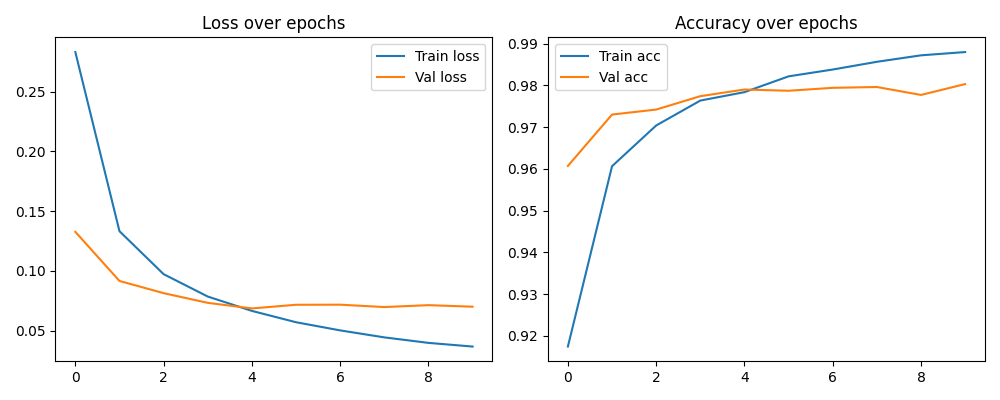 Loss over epochs
Train loss
Val loss
0.25
0.20
0.15
0.10
0.05
0 2 4 6 8
Accuracy over epochs
Train acc
Val acc
0.99
0.98
0.97
0.96
0.95
0.94
0.93
0.92
0 2 4 6 8